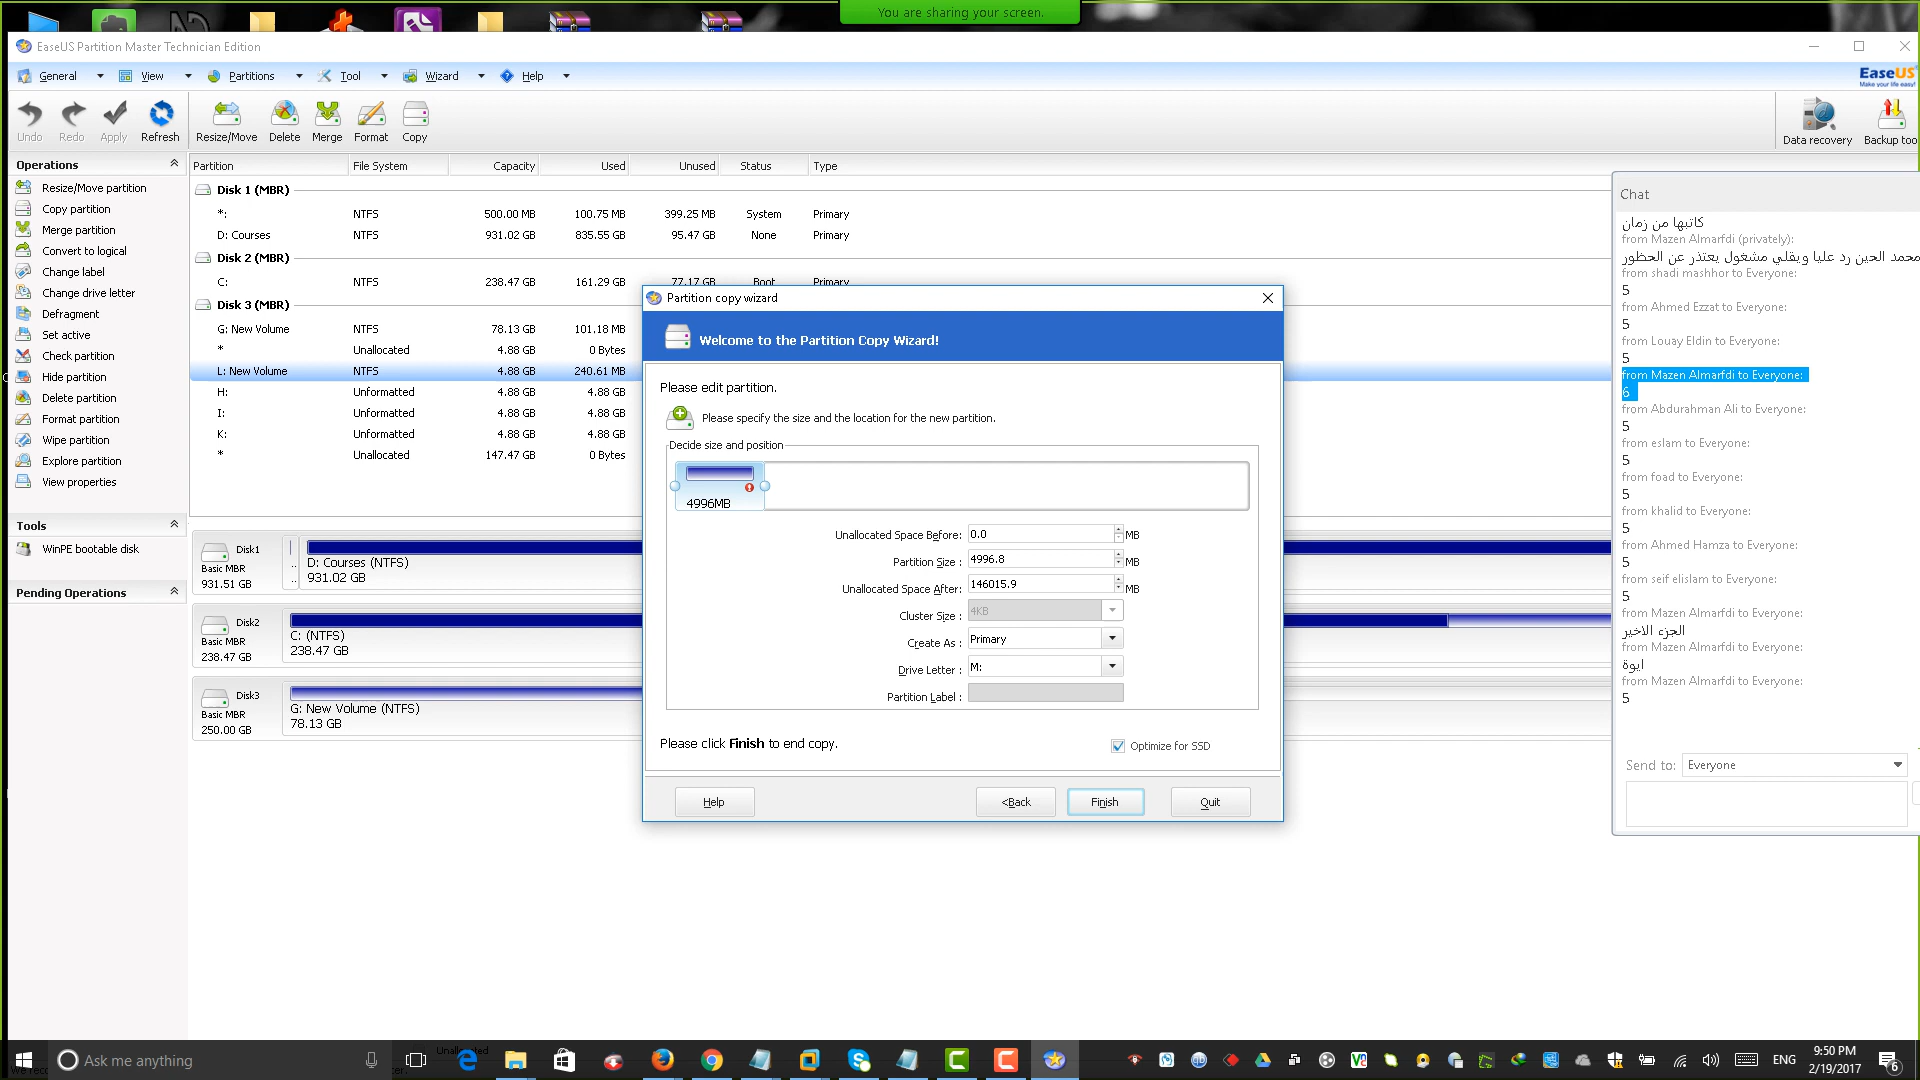 You are sharing your screen.
EaseUS Partition Master Technician Edition
General View Partitions Tool Wizard Help
EaseUS
Make your life easy!
Undo Redo Apply Refresh Resize/Move Delete Merge Format Copy Data recovery Backup too
Operations
Resize/Move partition
Copy partition
Merge partition
Convert to logical
Change label
Change drive letter
Defragment
Set active
Check partition
Hide partition
Delete partition
Format partition
Wipe partition
Explore partition
View properties
Tools
WinPE bootable disk
Pending Operations
Partition File System Capacity Used Unused Status Type
Disk 1 (MBR)
*: NTFS 500.00 MB 100.75 MB 399.25 MB System Primary
D: Courses NTFS 931.02 GB 835.55 GB 95.47 GB None Primary
Disk 2 (MBR)
C: NTFS 238.47 GB 161.29 GB 77.17 GB Boot Primary
Disk 3 (MBR)
G: New Volume NTFS 78.13 GB 101.18 MB
* Unallocated 4.88 GB 0 Bytes
L: New Volume NTFS 4.88 GB 240.61 MB
H: Unformatted 4.88 GB 4.88 GB
I: Unformatted 4.88 GB 4.88 GB
K: Unformatted 4.88 GB 4.88 GB
* Unallocated 147.47 GB 0 Bytes
Disk1
Basic MBR
931.51 GB
..
..
D: Courses (NTFS)
931.02 GB
Disk2
Basic MBR
238.47 GB
C: (NTFS)
238.47 GB
Disk3
Basic MBR
250.00 GB
G: New Volume (NTFS)
78.13 GB
Partition copy wizard
Welcome to the Partition Copy Wizard!
Please edit partition.
Please specify the size and the location for the new partition.
Decide size and position
4996MB
Unallocated Space Before: 0.0 MB
Partition Size : 4996.8 MB
Unallocated Space After: 146015.9 MB
Cluster Size : 4KB
Create As : Primary
Drive Letter : M:
Partition Label :
Please click Finish to end copy.
Optimize for SSD
Help <Back Finish Quit
Chat
كاتبها من زمان
from Mazen Almarfdi (privately):
محمد الحين رد عليا ويقلي مشغول يعتذر عن الحظور
from shadi mashhor to Everyone:
5
from Ahmed Ezzat to Everyone:
5
from Louay Eldin to Everyone:
5
from Mazen Almarfdi to Everyone:
6
from Abdurahman Ali to Everyone:
5
from eslam to Everyone:
5
from foad to Everyone:
5
from khalid to Everyone:
5
from Ahmed Hamza to Everyone:
5
from seif elislam to Everyone:
5
from Mazen Almarfdi to Everyone:
الجزء الاخير
from Mazen Almarfdi to Everyone:
ايوة
from Mazen Almarfdi to Everyone:
5
Send to: Everyone
Ask me anything
ENG
9:50 PM
2/19/2017
6